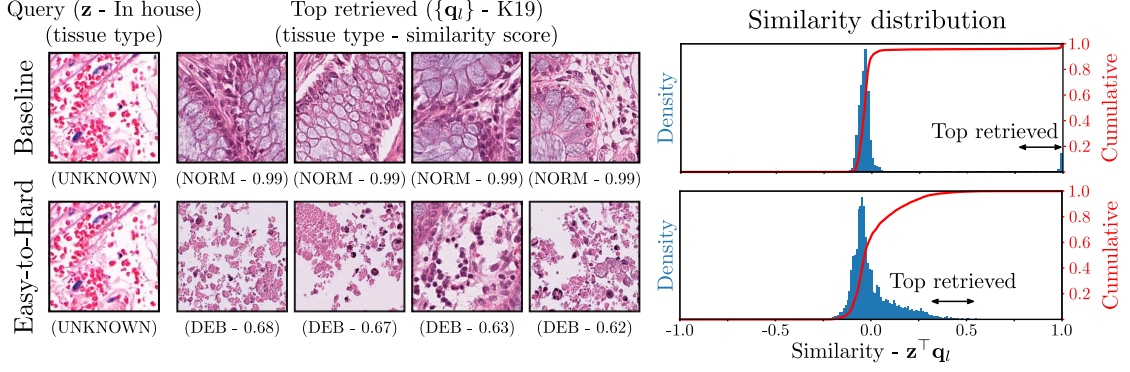 Query (z - In house)
(tissue type)
Top retrieved ({q_l} - K19)
(tissue type - similarity score)
Similarity distribution
Baseline
(UNKNOWN)
(NORM - 0.99)
(NORM - 0.99)
(NORM - 0.99)
(NORM - 0.99)
Density
Top retrieved
1.0
0.8
0.6
0.4
0.2
Cumulative
Easy-to-Hard
(UNKNOWN)
(DEB - 0.68)
(DEB - 0.67)
(DEB - 0.63)
(DEB - 0.62)
Density
Top retrieved
1.0
0.8
0.6
0.4
0.2
Cumulative
-1.0
-0.5
0.0
0.5
1.0
Similarity - z⊤q_l